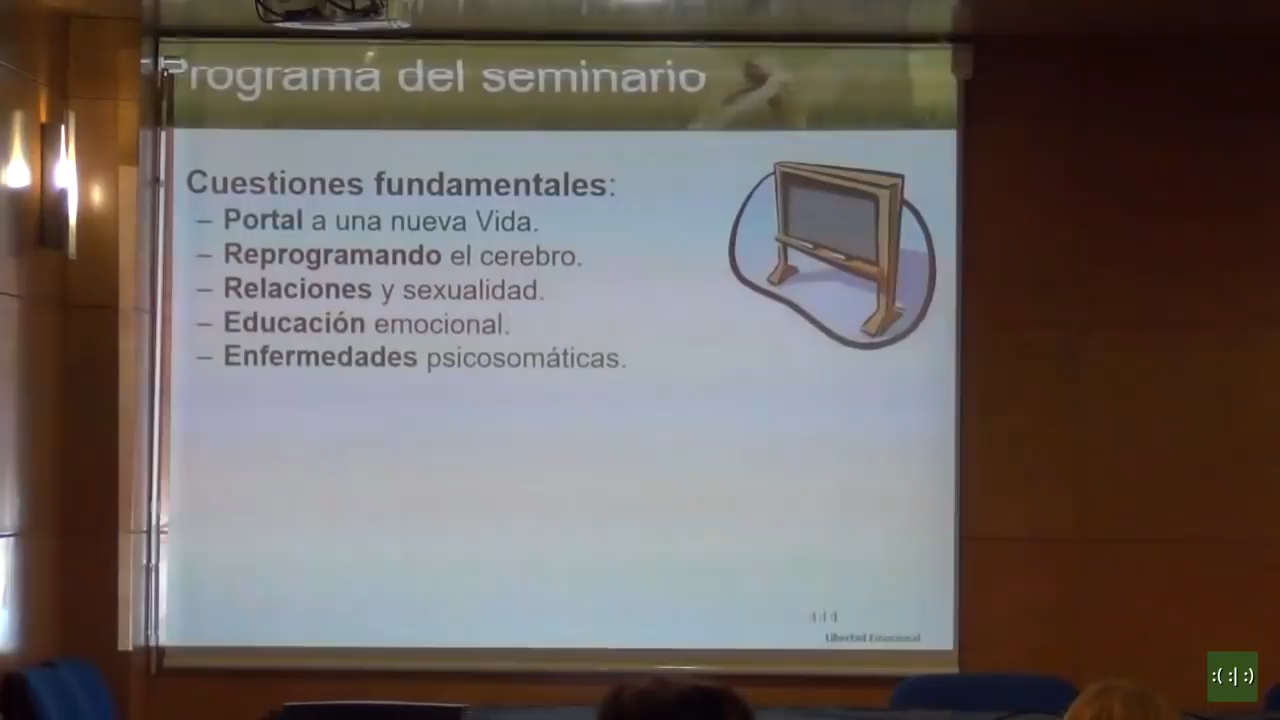 Programa del seminario
Cuestiones fundamentales:
– Portal a una nueva Vida.
– Reprogramando el cerebro.
– Relaciones y sexualidad.
– Educación emocional.
– Enfermedades psicosomáticas.
Libertad Emocional
:( :| :)